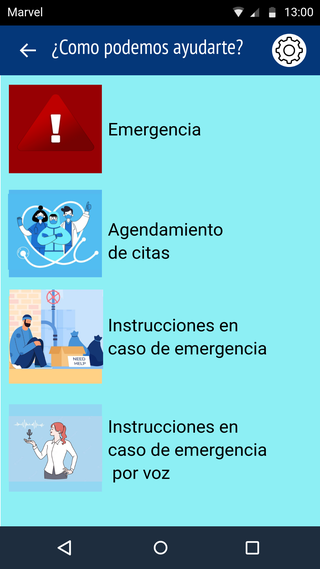 Marvel 13:00
¿Como podemos ayudarte?
Emergencia
Agendamiento
de citas
NEED
HELP
Instrucciones en
caso de emergencia
Instrucciones en
caso de emergencia
por voz